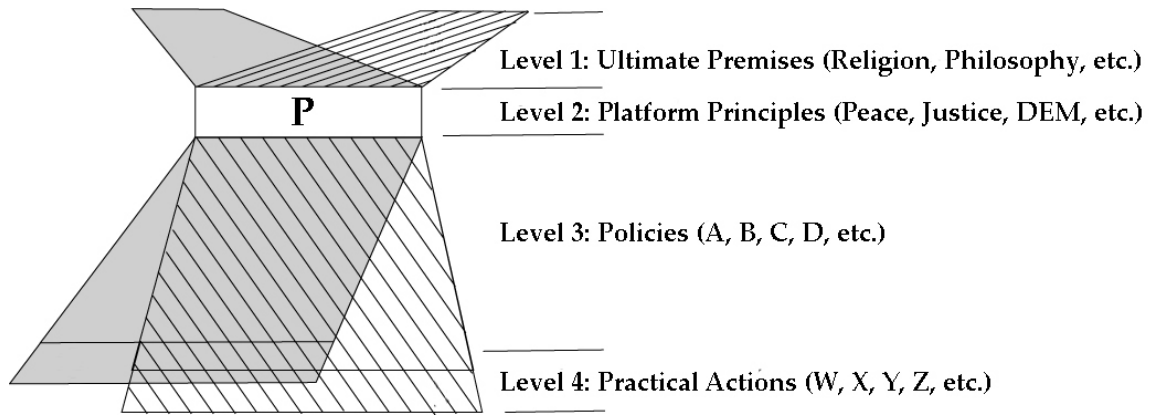 Level 1: Ultimate Premises (Religion, Philosophy, etc.)
P
Level 2: Platform Principles (Peace, Justice, DEM, etc.)
Level 3: Policies (A, B, C, D, etc.)
Level 4: Practical Actions (W, X, Y, Z, etc.)